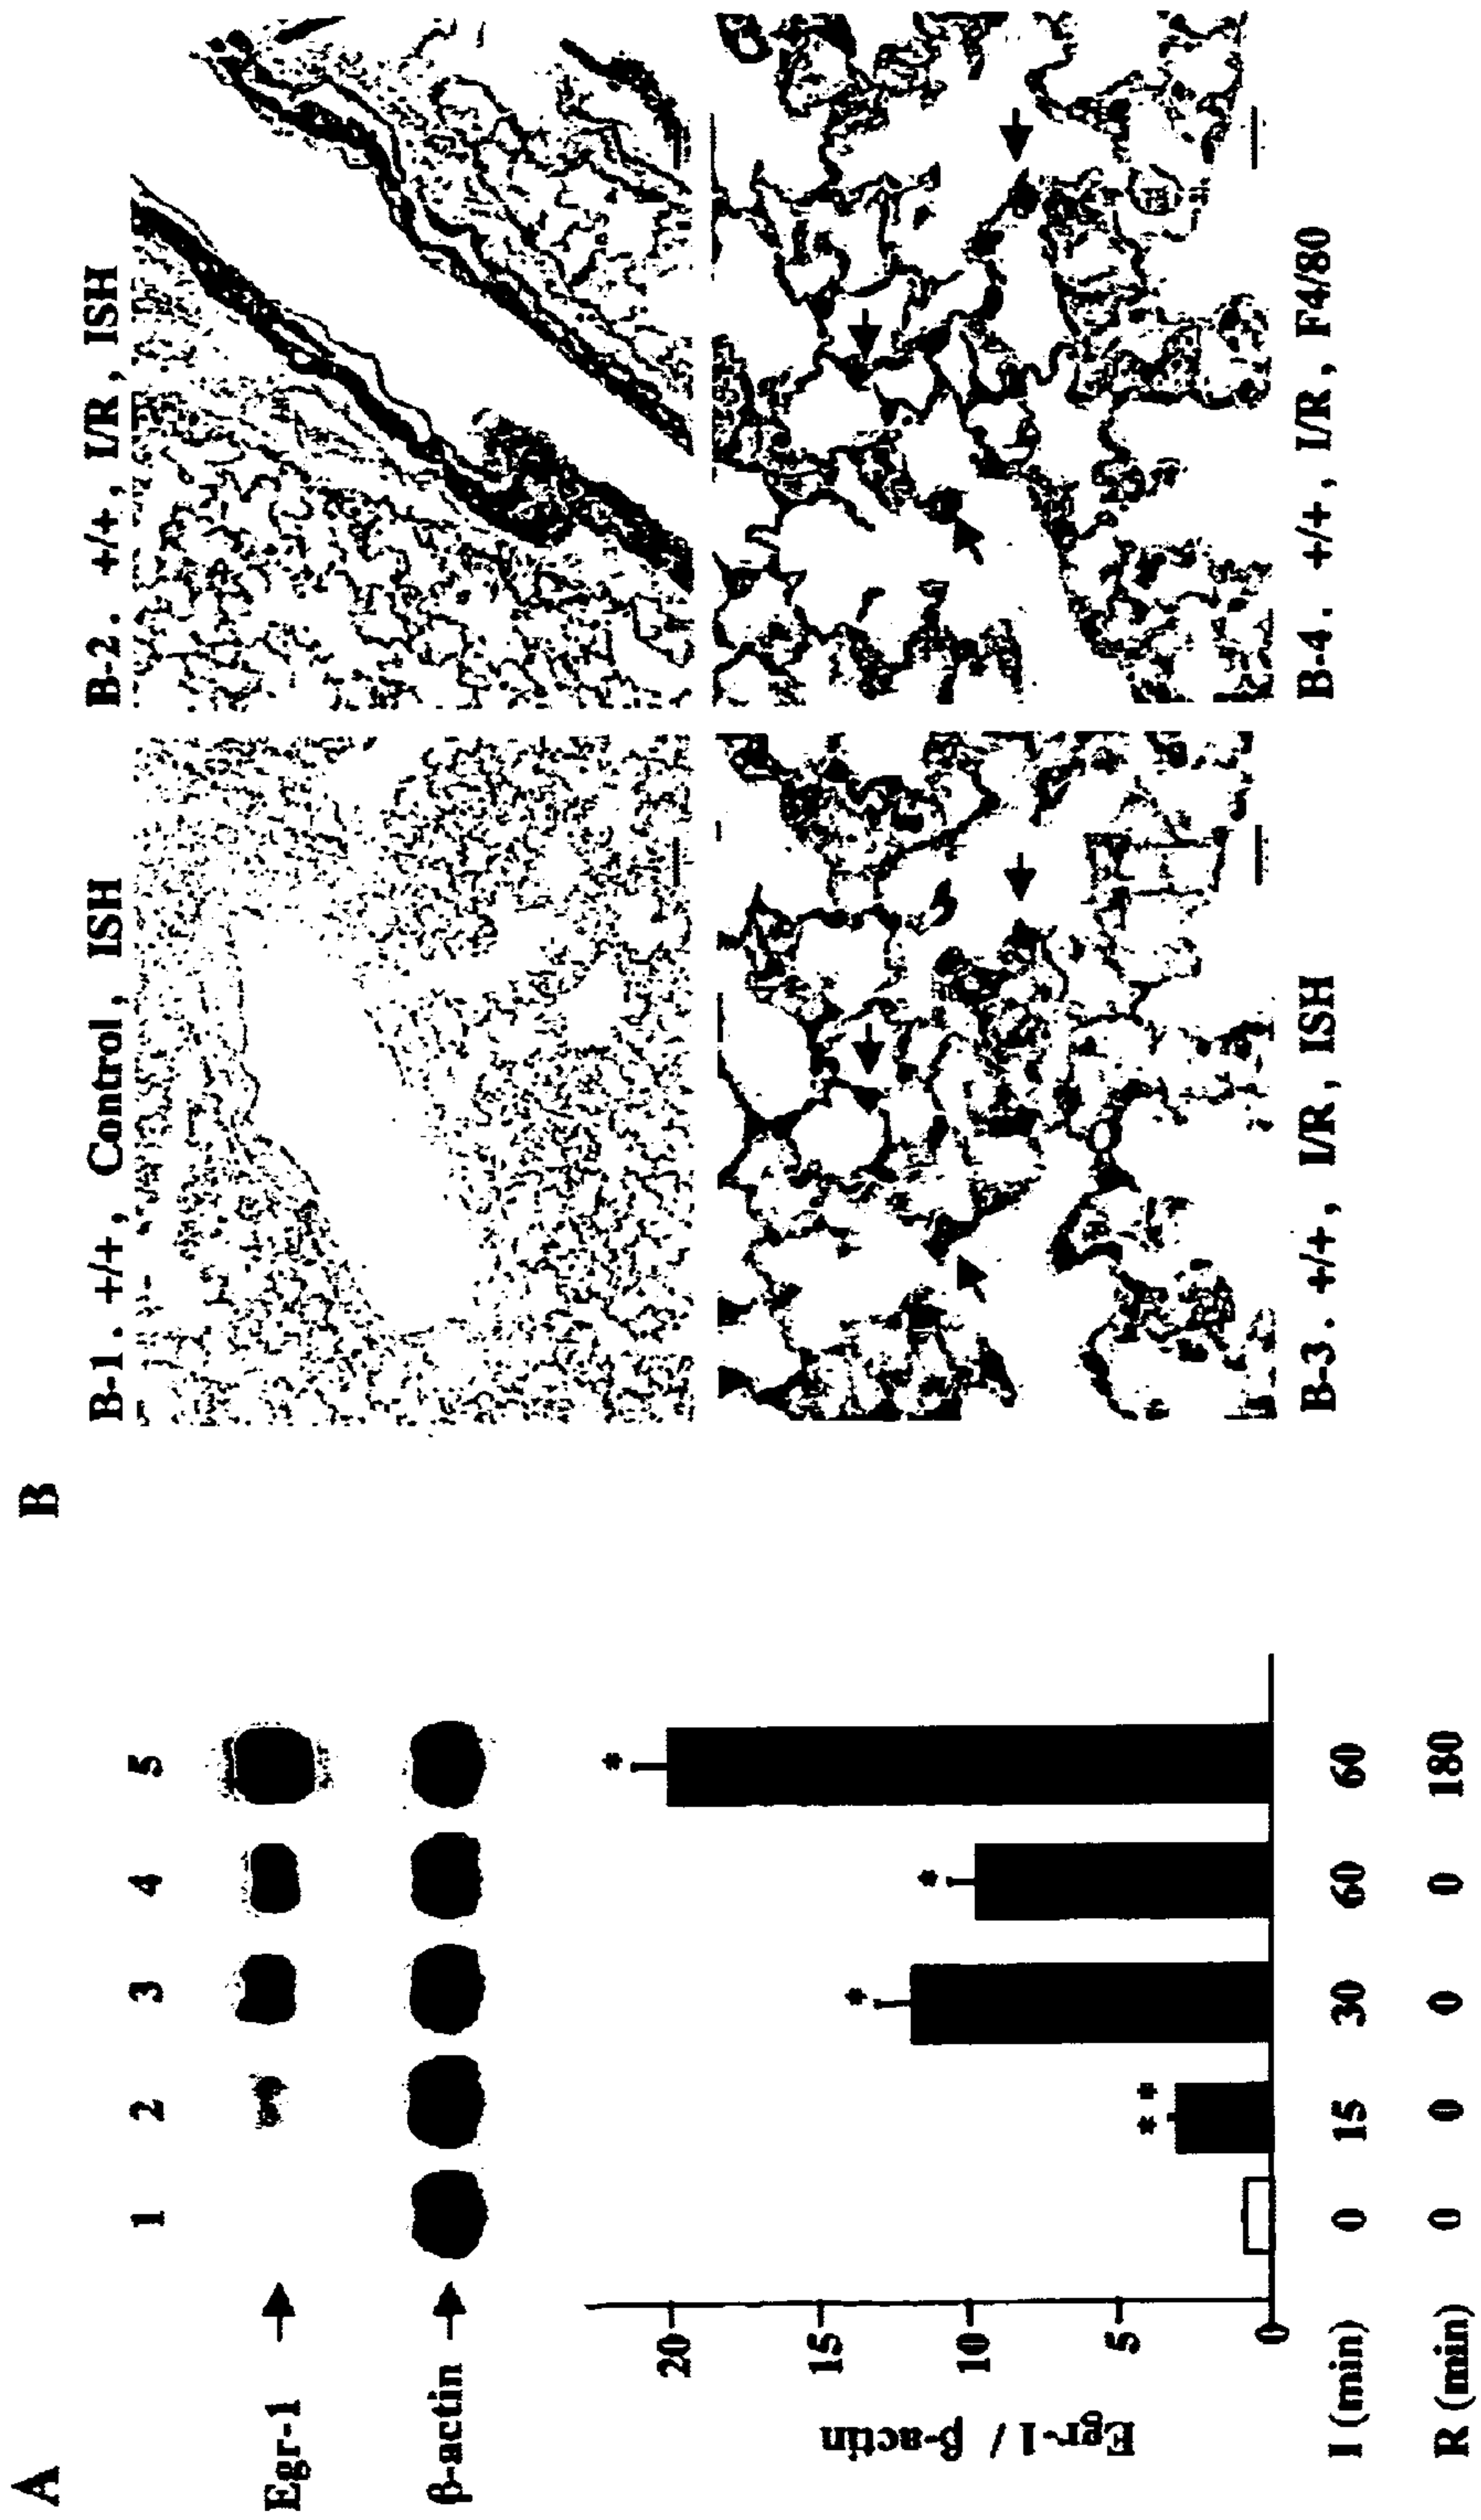 A
1 2 3 4 5
Egr-1
β-actin
Egr-1 / β-actin
20
15
10
5
0
* *
*
*
*
I (min) 0 15 30 60 60
R (min) 0 0 0 0 180
B
B-1. +/+, Control, ISH
B-2. +/+, I/R, ISH
B-3. +/+, I/R, ISH
B-4. +/+, I/R, F4/80